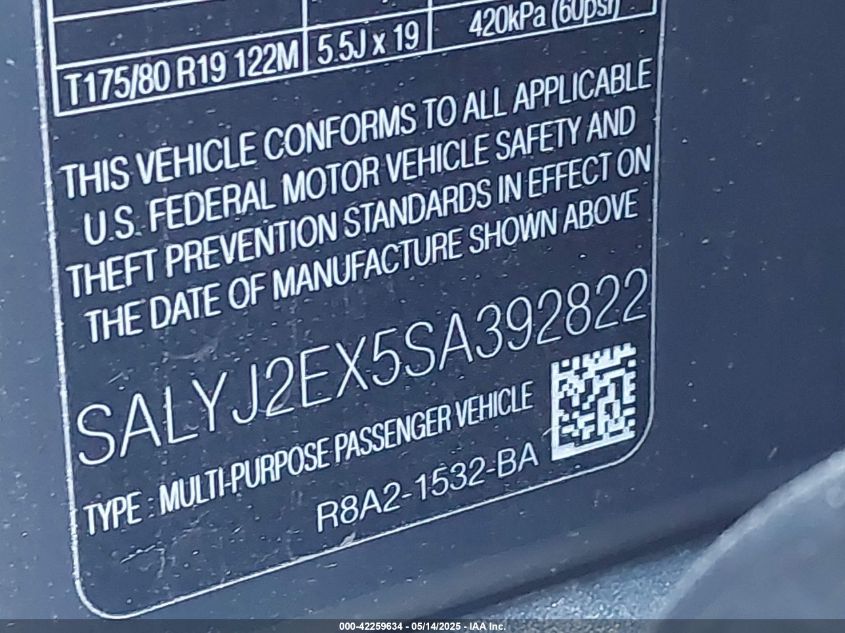 T175/80 R19 122M 5.5J x 19 420kPa (60psi)
THIS VEHICLE CONFORMS TO ALL APPLICABLE
U.S. FEDERAL MOTOR VEHICLE SAFETY AND
THEFT PREVENTION STANDARDS IN EFFECT ON
THE DATE OF MANUFACTURE SHOWN ABOVE
SALYJ2EX5SA392822
TYPE : MULTI-PURPOSE PASSENGER VEHICLE
R8A2-1532-BA
000-42259634 - 05/14/2025 - IAA Inc.